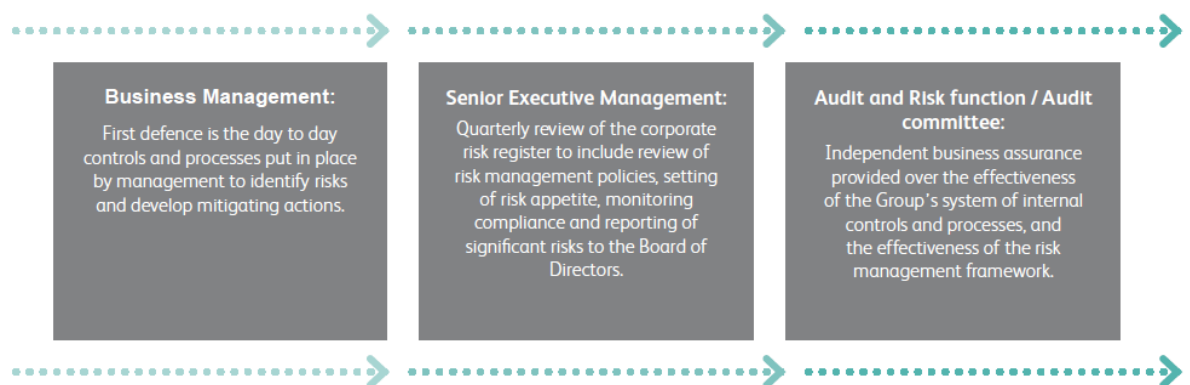 Business Management:
First defence is the day to day
controls and processes put in place
by management to identify risks
and develop mitigating actions.
Senior Executive Management:
Quarterly review of the corporate
risk register to include review of
risk management policies, setting
of risk appetite, monitoring
compliance and reporting of
significant risks to the Board of
Directors.
Audit and Risk function / Audit
committee:
Independent business assurance
provided over the effectiveness
of the Group's system of internal
controls and processes, and
the effectiveness of the risk
management framework.